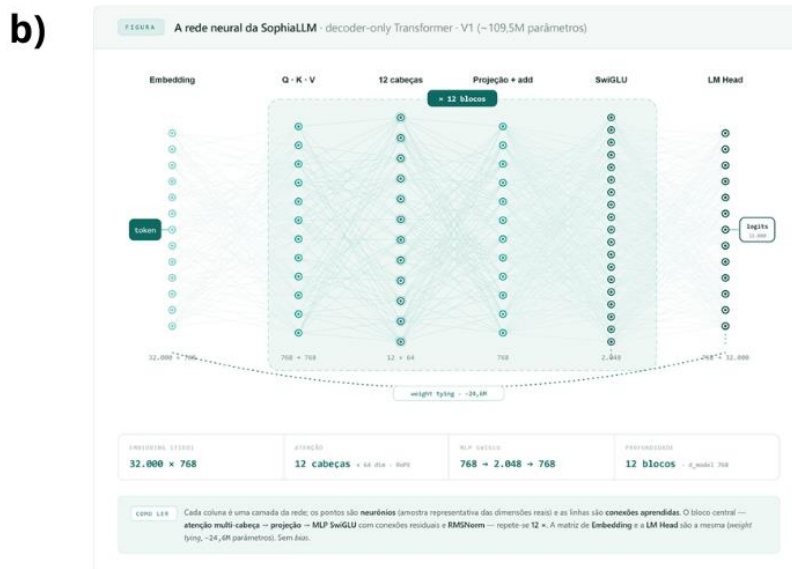 b)
FIGURA A rede neural da SophiaLLM · decoder-only Transformer · V1 (~109,5M parâmetros)
Embedding Q · K · V 12 cabeças Projeção + add SwiGLU LM Head
× 12 blocos
token
logits
32.000
32.000 × 768 768 → 768 12 × 64 768 2.048 768 → 32.000
weight tying · −24,6M
EMBEDDING (TIED) ATENÇÃO MLP SWIGLU PROFUNDIDADE
32.000 × 768 12 cabeças × 64 dim · RoPE 768 → 2.048 → 768 12 blocos · d_model 768
COMO LER Cada coluna é uma camada da rede; os pontos são neurônios (amostra representativa das dimensões reais) e as linhas são conexões aprendidas. O bloco central —
atenção multi-cabeça → projeção → MLP SwiGLU com conexões residuais e RMSNorm — repete-se 12 ×. A matriz de Embedding e a LM Head são a mesma (weight
tying, −24,6M parâmetros). Sem bias.